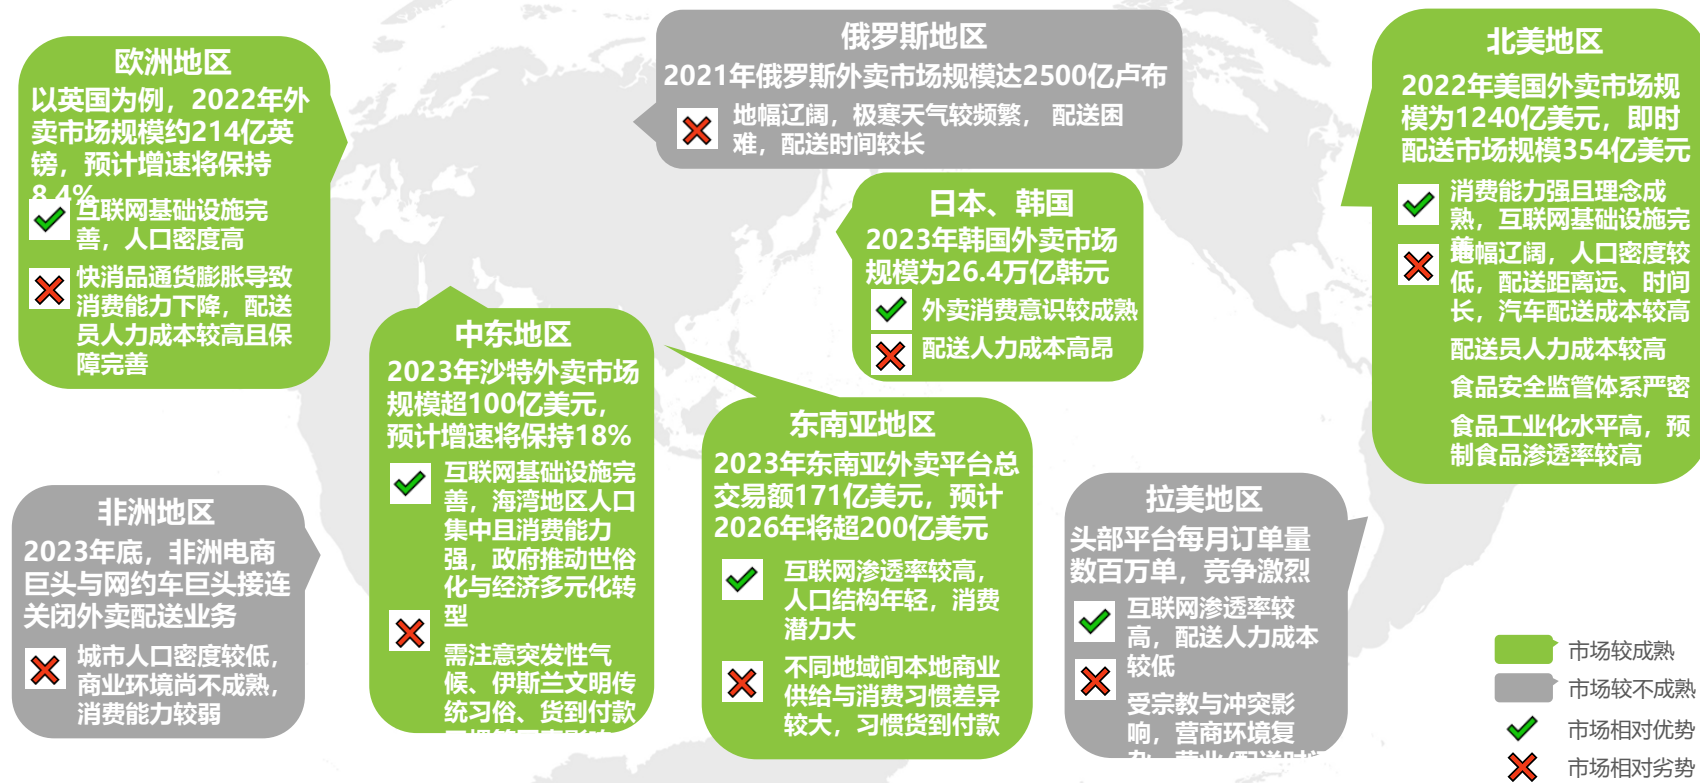 欧洲地区
以英国为例，2022年外
卖市场规模约214亿英
镑，预计增速将保持
8.4%
互联网基础设施完
善，人口密度高
快消品通货膨胀导致
消费能力下降，配送
员人力成本较高且保
障完善
俄罗斯地区
2021年俄罗斯外卖市场规模达2500亿卢布
地幅辽阔，极寒天气较频繁， 配送困
难，配送时间较长
北美地区
2022年美国外卖市场规
模为1240亿美元，即时
配送市场规模354亿美元
消费能力强且理念成
熟，互联网基础设施完
善
地幅辽阔，人口密度较
低，配送距离远、时间
长，汽车配送成本较高
配送员人力成本较高
食品安全监管体系严密
食品工业化水平高，预
制食品渗透率较高
日本、韩国
2023年韩国外卖市场
规模为26.4万亿韩元
外卖消费意识较成熟
配送人力成本高昂
中东地区
2023年沙特外卖市场
规模超100亿美元，
预计增速将保持18%
互联网基础设施完
善，海湾地区人口
集中且消费能力
强，政府推动世俗
化与经济多元化转
型
需注意突发性气
候、伊斯兰文明传
统习俗、货到付款
东南亚地区
2023年东南亚外卖平台总
交易额171亿美元，预计
2026年将超200亿美元
互联网渗透率较高，
人口结构年轻，消费
潜力大
不同地域间本地商业
供给与消费习惯差异
较大，习惯货到付款
非洲地区
2023年底，非洲电商
巨头与网约车巨头接连
关闭外卖配送业务
城市人口密度较低，
商业环境尚不成熟，
消费能力较弱
拉美地区
头部平台每月订单量
数百万单，竞争激烈
互联网渗透率较
高，配送人力成本
较低
受宗教与冲突影
响，营商环境复
杂，营业/配送时间
市场较成熟
市场较不成熟
市场相对优势
市场相对劣势